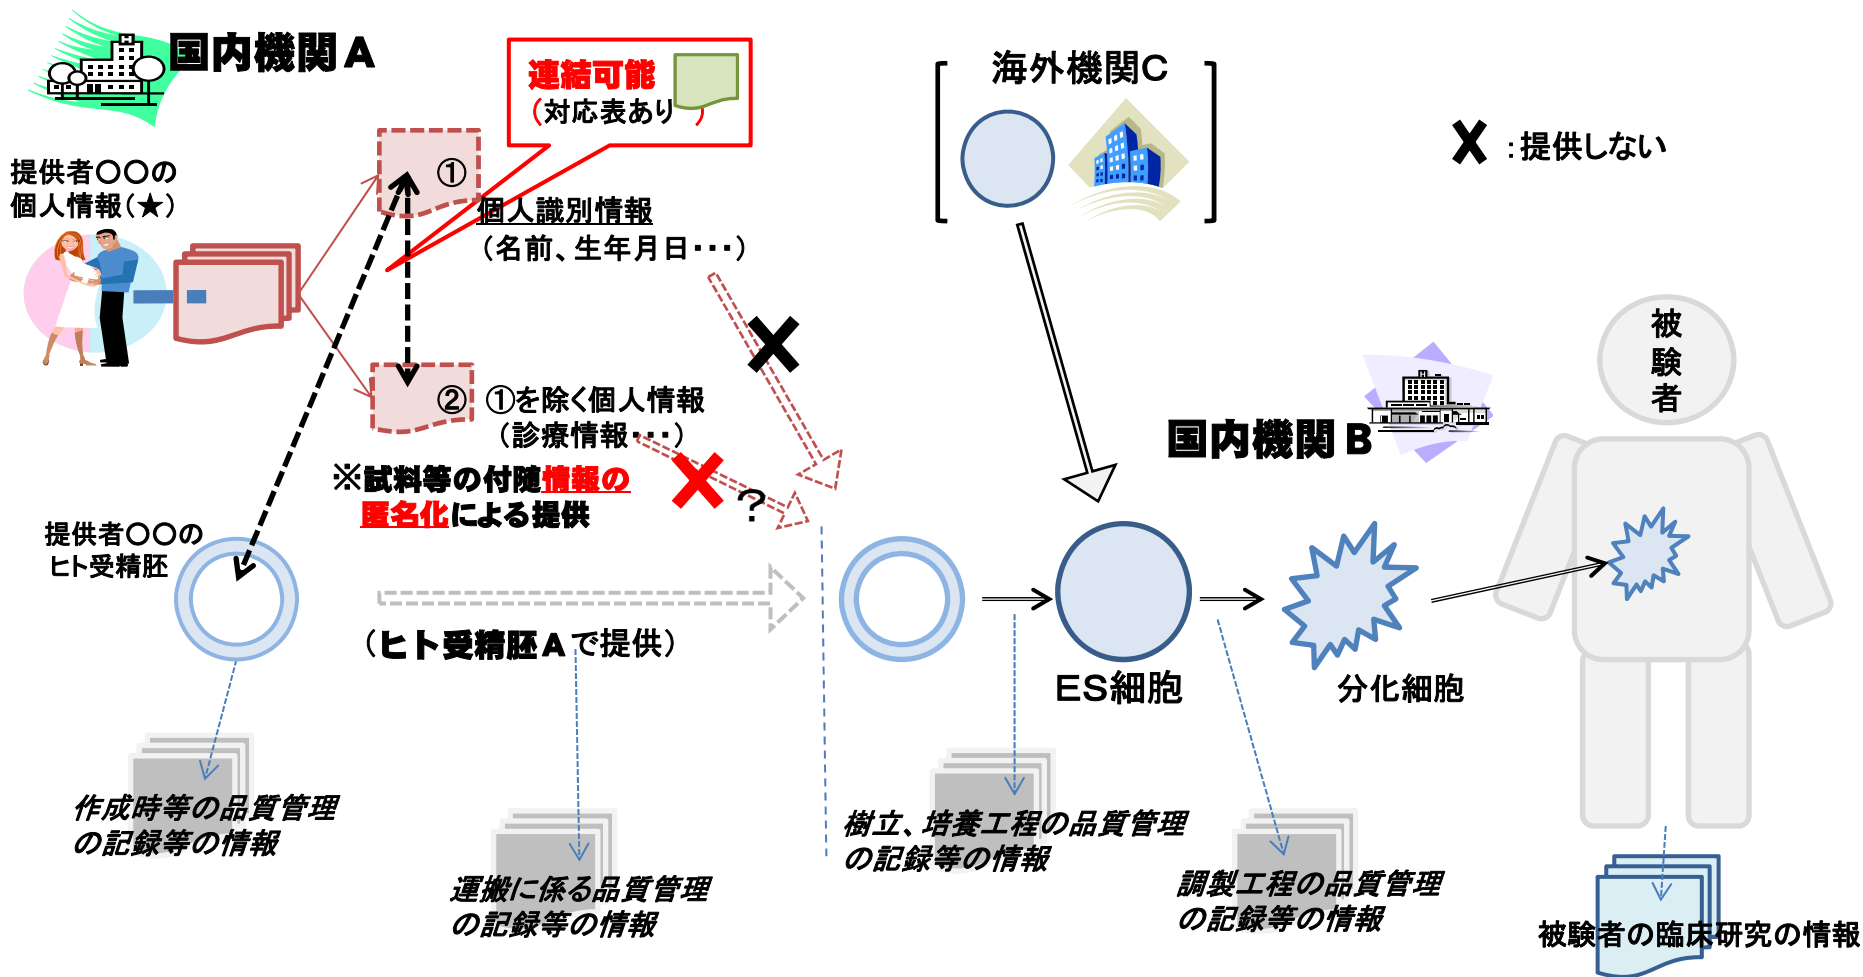 国内機関A
連結可能
（対応表あり　）
海外機関C
：提供しない
提供者〇〇の
個人情報（★）
①
個人識別情報
（名前、生年月日・・・）
②
①を除く個人情報
（診療情報・・・）
※試料等の付随情報の
匿名化による提供
？
国内機関B
被
験
者
提供者〇〇の
ヒト受精胚
（ヒト受精胚Aで提供）
ES細胞
分化細胞
作成時等の品質管理
の記録等の情報
運搬に係る品質管理
の記録等の情報
樹立、培養工程の品質管理
の記録等の情報
調製工程の品質管理
の記録等の情報
被験者の臨床研究の情報